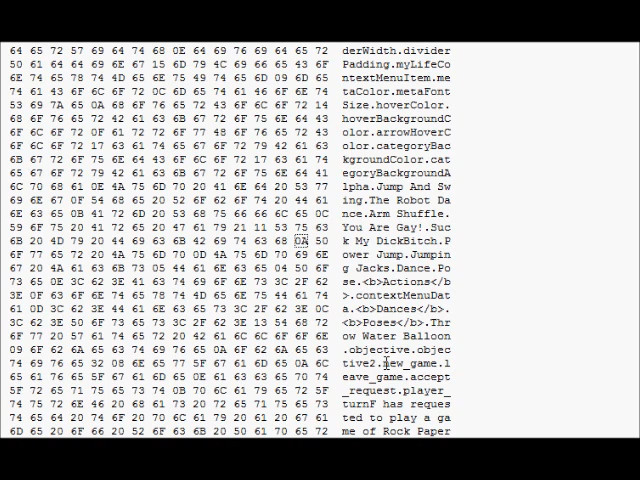 64 65 72 57 69 64 74 68 0E 64 69 76 69 64 65 72 derWidth.divider
50 61 64 64 69 6E 67 15 6D 79 4C 69 66 65 43 6F Padding.myLifeCo
6E 74 65 78 74 4D 65 6E 75 49 74 65 6D 09 6D 65 ntextMenuItem.me
74 61 43 6F 6C 6F 72 0C 6D 65 74 61 46 6F 6E 74 taColor.metaFont
53 69 7A 65 0A 68 6F 76 65 72 43 6F 6C 6F 72 14 Size.hoverColor.
68 6F 76 65 72 42 61 63 6B 67 72 6F 75 6E 64 43 hoverBackgroundC
6F 6C 6F 72 0F 61 72 72 6F 77 48 6F 76 65 72 43 olor.arrowHoverC
6F 6C 6F 72 17 63 61 74 65 67 6F 72 79 42 61 63 olor.categoryBac
6B 67 72 6F 75 6E 64 43 6F 6C 6F 72 17 63 61 74 kgroundColor.cat
65 67 6F 72 79 42 61 63 6B 67 72 6F 75 6E 64 41 egoryBackgroundA
6C 70 68 61 0E 4A 75 6D 70 20 41 6E 64 20 53 77 lpha.Jump And Sw
69 6E 67 0F 54 68 65 20 52 6F 62 6F 74 20 44 61 ing.The Robot Da
6E 63 65 0B 41 72 6D 20 53 68 75 66 66 6C 65 0C nce.Arm Shuffle.
59 6F 75 20 41 72 65 20 47 61 79 21 11 53 75 63 You Are Gay!.Suc
6B 20 4D 79 20 44 69 63 6B 42 69 74 63 68 0A 50 k My DickBitch.P
6F 77 65 72 20 4A 75 6D 70 0D 4A 75 6D 70 69 6E ower Jump.Jumpin
67 20 4A 61 63 6B 73 05 44 61 6E 63 65 04 50 6F g Jacks.Dance.Po
73 65 0E 3C 62 3E 41 63 74 69 6F 6E 73 3C 2F 62 se.<b>Actions</b
3E 0F 63 6F 6E 74 65 78 74 4D 65 6E 75 44 61 74 >.contextMenuDat
61 0D 3C 62 3E 44 61 6E 63 65 73 3C 2F 62 3E 0C a.<b>Dances</b>.
3C 62 3E 50 6F 73 65 73 3C 2F 62 3E 13 54 68 72 <b>Poses</b>.Thr
6F 77 20 57 61 74 65 72 20 42 61 6C 6C 6F 6F 6E ow Water Balloon
09 6F 62 6A 65 63 74 69 76 65 0A 6F 62 6A 65 63 .objective.objec
74 69 76 65 32 08 6E 65 77 5F 67 61 6D 65 0A 6C tive2.new_game.l
65 61 76 65 5F 67 61 6D 65 0E 61 63 63 65 70 74 eave_game.accept
5F 72 65 71 75 65 73 74 0B 70 6C 61 79 65 72 5F _request.player_
74 75 72 6E 46 20 68 61 73 20 72 65 71 75 65 73 turnF has reques
74 65 64 20 74 6F 20 70 6C 61 79 20 61 20 67 61 ted to play a ga
6D 65 20 6F 66 20 52 6F 63 6B 20 50 61 70 65 72 me of Rock Paper